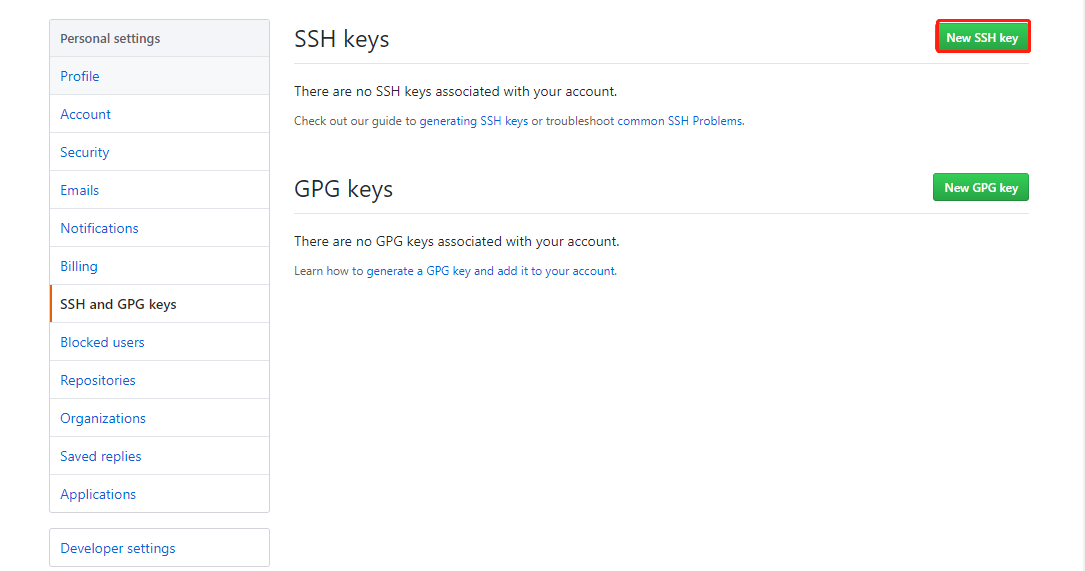 Personal settings
Profile
Account
Security
Emails
Notifications
Billing
SSH and GPG keys
Blocked users
Repositories
Organizations
Saved replies
Applications
Developer settings
SSH keys
New SSH key
There are no SSH keys associated with your account.
Check out our guide to generating SSH keys or troubleshoot common SSH Problems.
GPG keys
New GPG key
There are no GPG keys associated with your account.
Learn how to generate a GPG key and add it to your account.